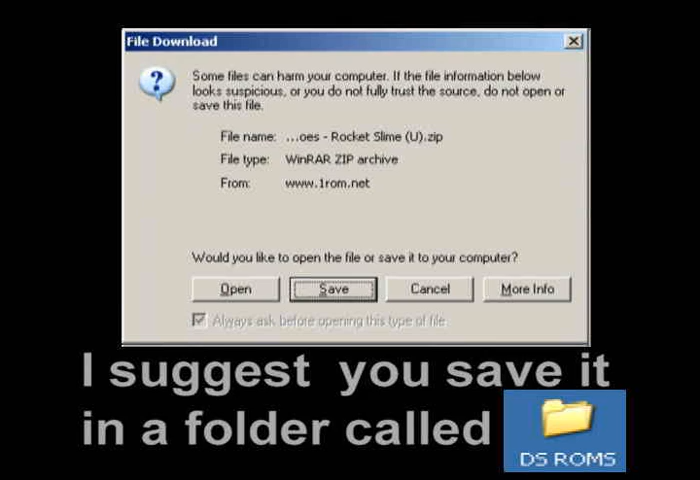 File Download
Some files can harm your computer. If the file information below
looks suspicious, or you do not fully trust the source, do not open or
save this file.
File name: ...oes - Rocket Slime (U).zip
File type: WinRAR ZIP archive
From: www.1rom.net
Would you like to open the file or save it to your computer?
Open Save Cancel More Info
Always ask before opening this type of file
I suggest you save it
in a folder called
DS ROMS